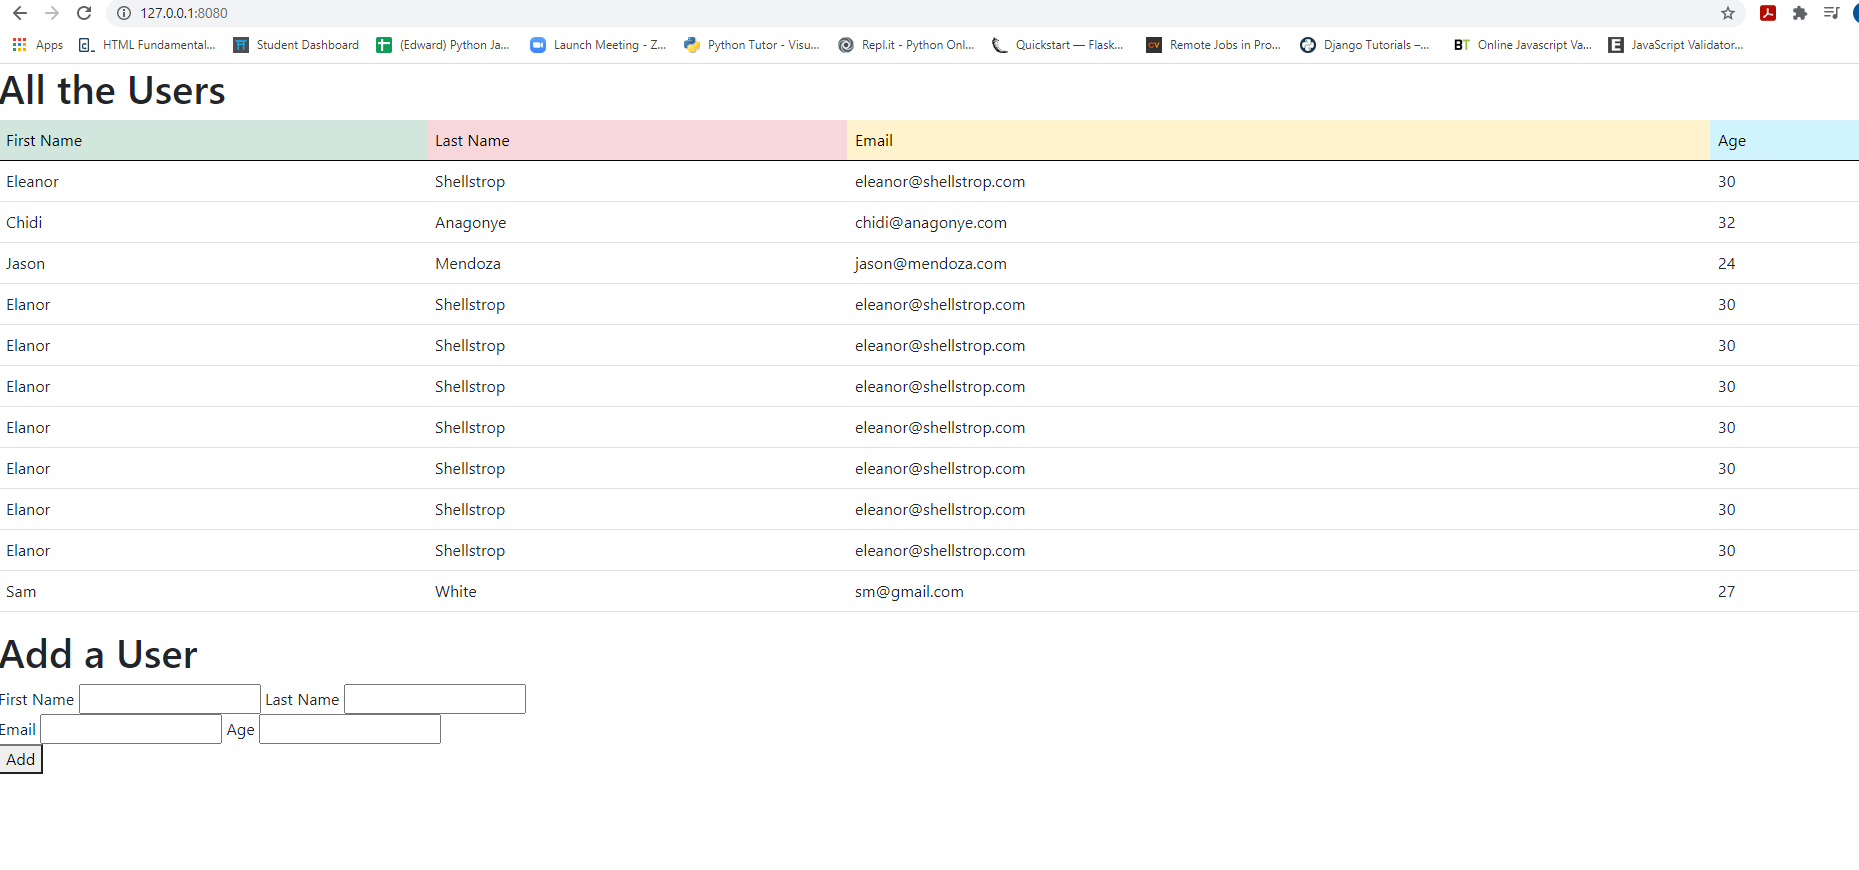 127.0.0.1:8080
Apps HTML Fundamental... Student Dashboard (Edward) Python Ja... Launch Meeting - Z... Python Tutor - Visu... Repl.it - Python Onl... Quickstart — Flask... CV Remote Jobs in Pro... Django Tutorials –... BT Online Javascript Va... E JavaScript Validator...
All the Users
First Name Last Name Email Age
Eleanor Shellstrop eleanor@shellstrop.com 30
Chidi Anagonye chidi@anagonye.com 32
Jason Mendoza jason@mendoza.com 24
Elanor Shellstrop eleanor@shellstrop.com 30
Elanor Shellstrop eleanor@shellstrop.com 30
Elanor Shellstrop eleanor@shellstrop.com 30
Elanor Shellstrop eleanor@shellstrop.com 30
Elanor Shellstrop eleanor@shellstrop.com 30
Elanor Shellstrop eleanor@shellstrop.com 30
Elanor Shellstrop eleanor@shellstrop.com 30
Sam White sm@gmail.com 27
Add a User
First Name Last Name
Email Age
Add